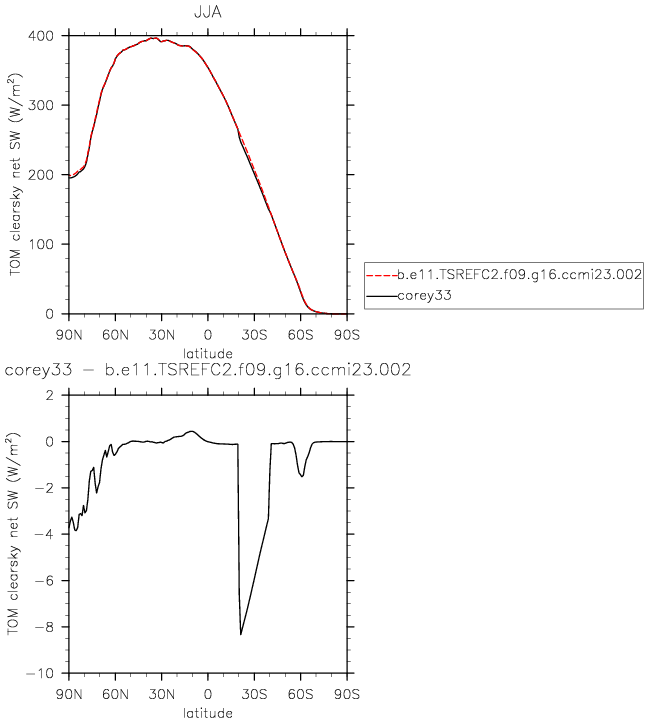 JJA
TOM clearsky net SW (W/m²)
400
300
200
100
0
90N 60N 30N 0 30S 60S 90S
latitude
b.e11.TSREFC2.f09.g16.ccmi23.002
corey33
corey33 – b.e11.TSREFC2.f09.g16.ccmi23.002
TOM clearsky net SW (W/m²)
2
0
−2
−4
−6
−8
−10
90N 60N 30N 0 30S 60S 90S
latitude